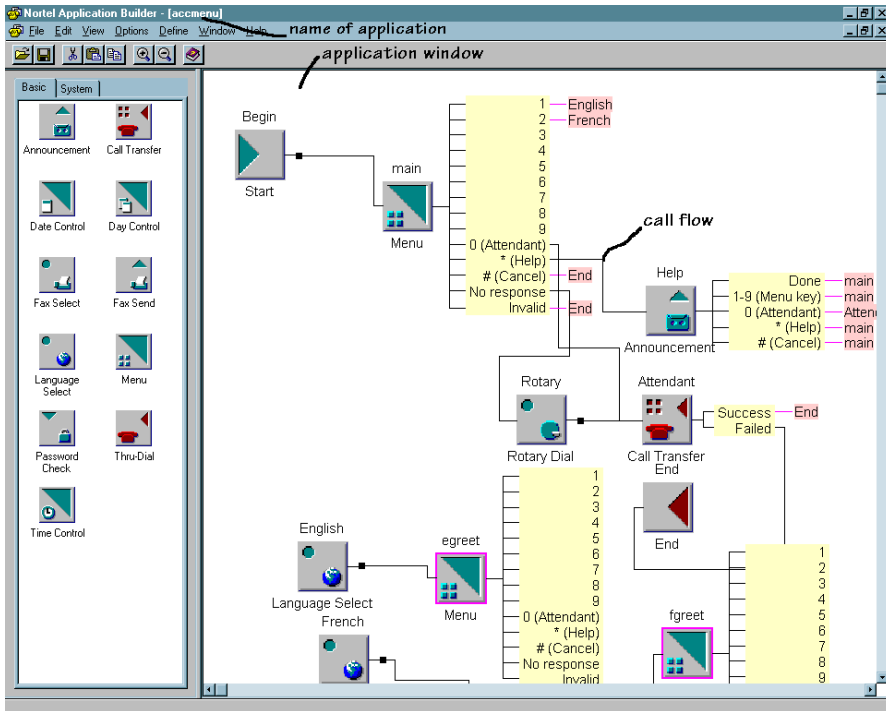 Nortel Application Builder - [accmenu]
File Edit View Options Define Window Help
name of application
application window
Basic System
Announcement
Call Transfer
Date Control
Day Control
Fax Select
Fax Send
Language Select
Menu
Password Check
Thru-Dial
Time Control
Begin
Start
main
Menu
1 English
2 French
3
4
5
6
7
8
9
0 (Attendant)
* (Help)
# (Cancel) End
No response
Invalid End
call flow
Help
Announcement
Done main
1-9 (Menu key) main
0 (Attendant) Atten
* (Help) main
# (Cancel) main
Rotary
Rotary Dial
Attendant
Call Transfer
Success End
Failed
End
End
English
Language Select
egreet
Menu
1
2
3
4
5
6
7
8
9
0 (Attendant)
* (Help)
# (Cancel)
No response
Invalid
French
fgreet
1
2
3
4
5
6
7
8
9